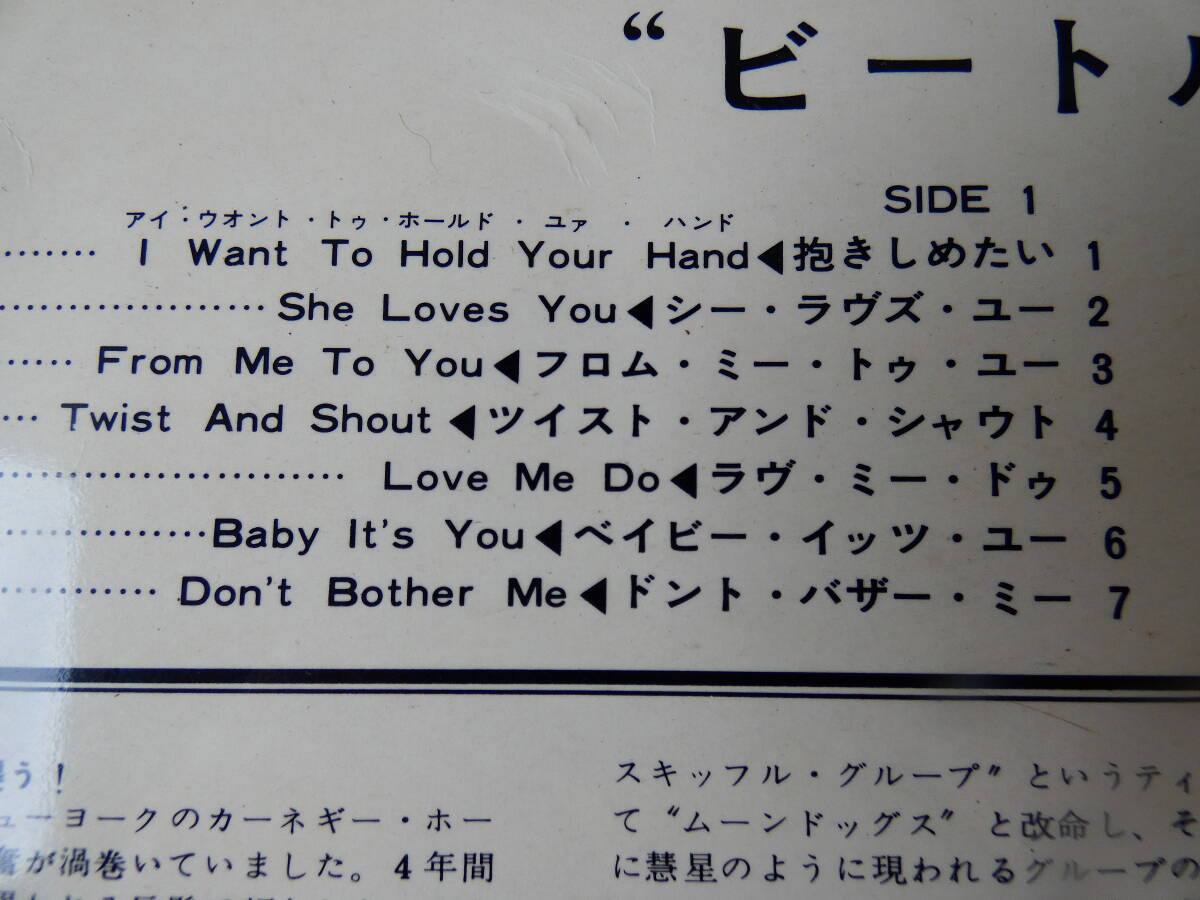 “ビートル
SIDE 1
アイ・ウオント・トゥ・ホールド・ユァ・ハンド
········ I Want To Hold Your Hand◀抱きしめたい 1
····················· She Loves You◀シー・ラヴズ・ユー 2
······ From Me To You◀フロム・ミー・トゥ・ユー 3
··· Twist And Shout◀ツイスト・アンド・シャウト 4
·························· Love Me Do◀ラヴ・ミー・ドゥ 5
···············Baby It's You◀ベイビー・イッツ・ユー 6
············ Don't Bother Me◀ドント・バザー・ミー 7
う！
ューヨークのカーネギー・ホー
が渦巻いていました。4年間
スキッフル・グループ〟というティ
て〝ムーンドッグス〟と改命し、そ
に慧星のように現われるグループの